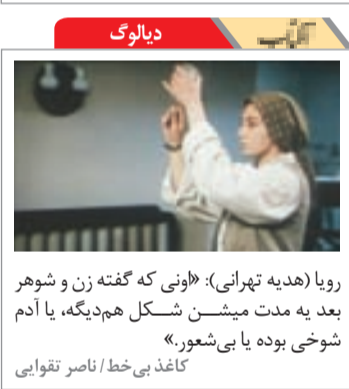 دیالوگ
رویا (هدیه تهرانی): «اونی که گفته زن و شوهر
بعد یه مدت میشـــن شـــکل هم‌دیگه، یا آدم
شوخی بوده یا بی‌شعور.»
کاغذ بی‌خط/ ناصر تقوایی